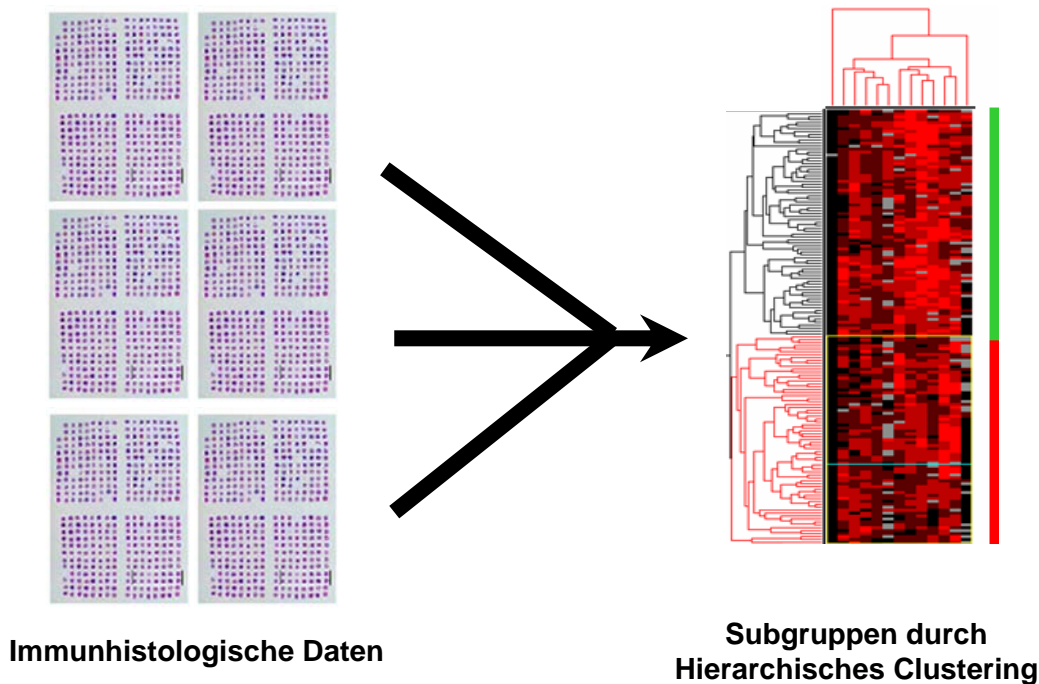 Immunhistologische Daten
Subgruppen durch
Hierarchisches Clustering